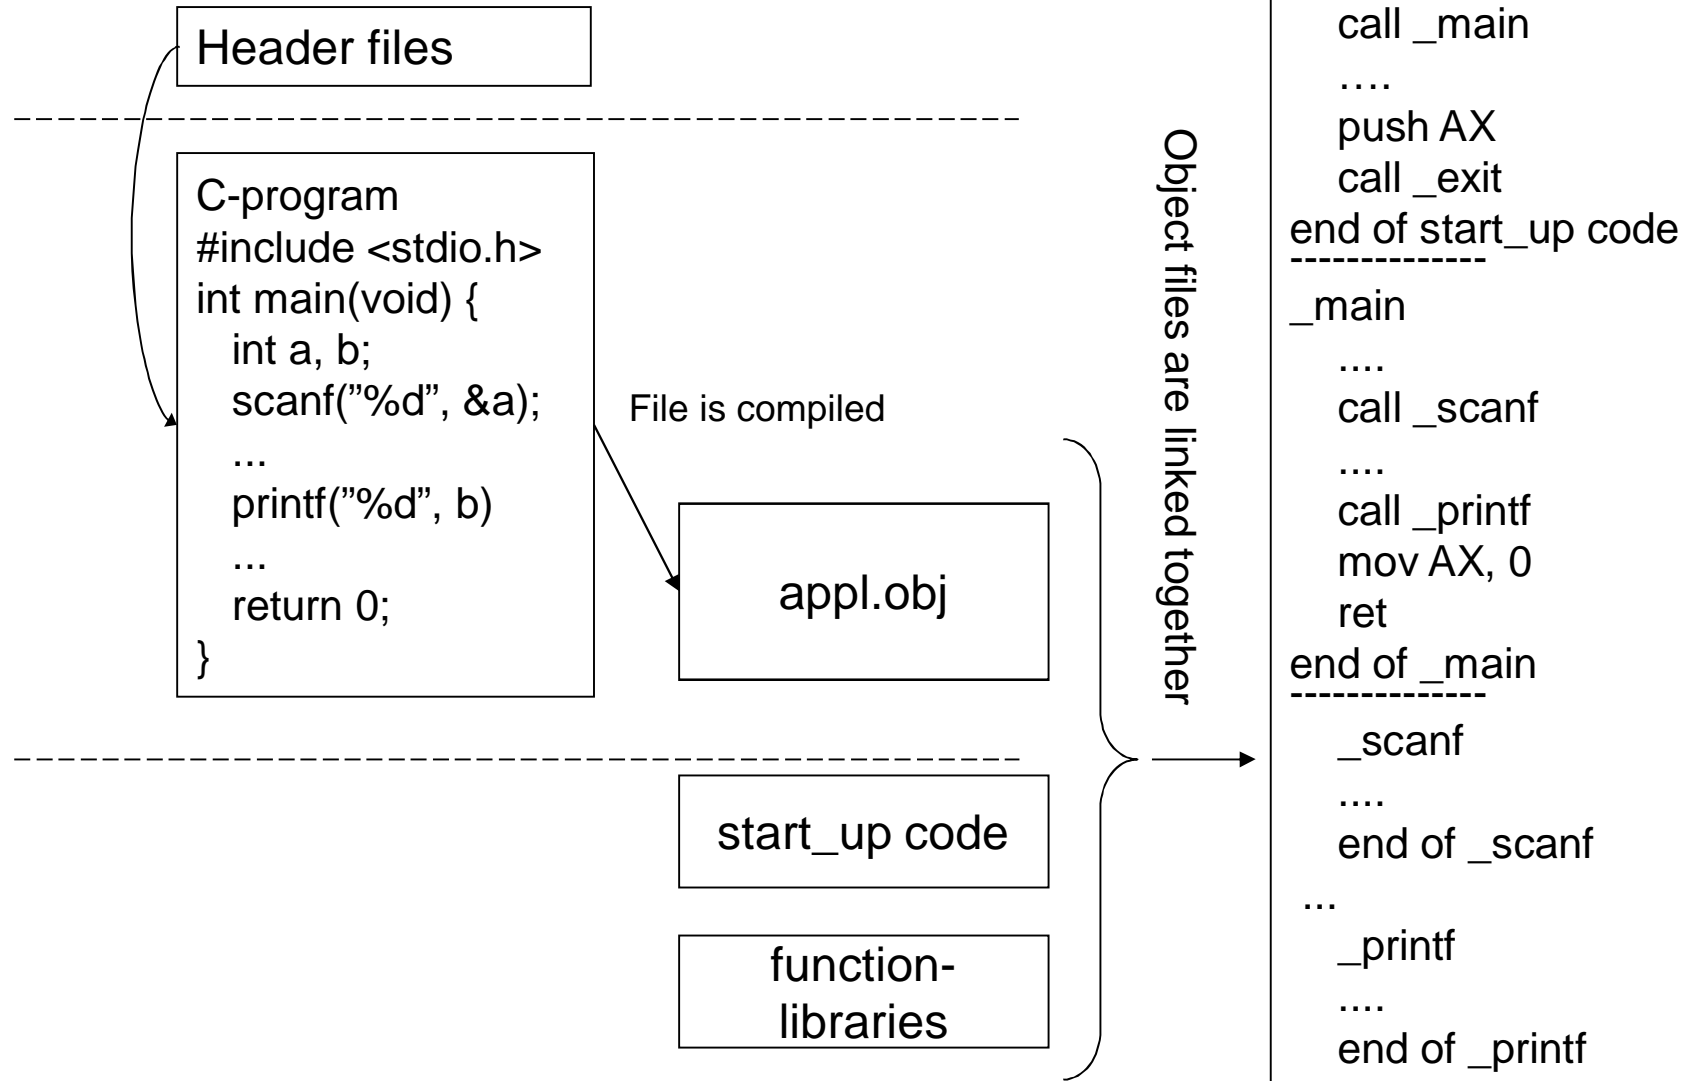 Header files
C-program
#include <stdio.h>
int main(void) {
int a, b;
scanf(”%d”, &a);
...
printf(”%d”, b)
...
return 0;
}
File is compiled
appl.obj
start_up code
function-
libraries
Object files are linked together
call _main
….
push AX
call _exit
end of start_up code
--------------
_main
....
call _scanf
....
call _printf
mov AX, 0
ret
end of _main
--------------
_scanf
....
end of _scanf
...
_printf
....
end of _printf